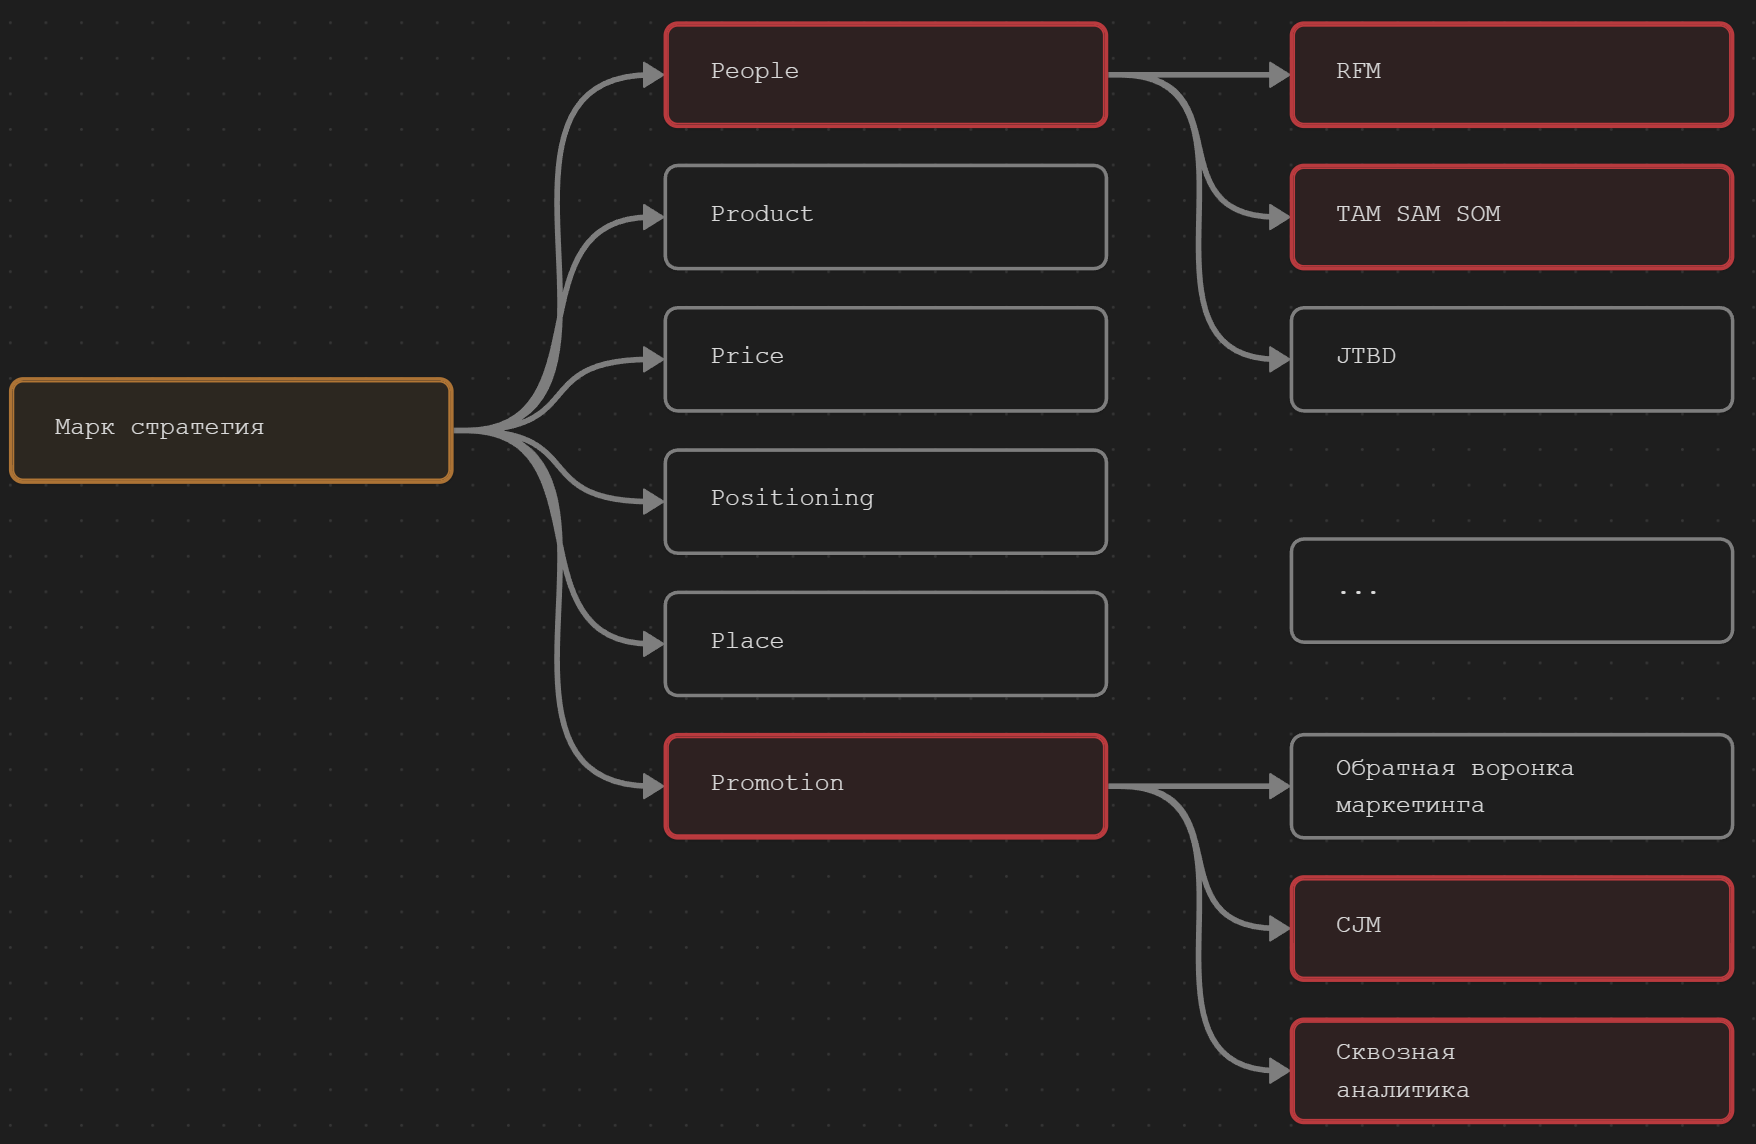 People
RFM
Product
TAM SAM SOM
Price
JTBD
Марк стратегия
Positioning
...
Place
Promotion
Обратная воронка
маркетинга
CJM
Сквозная
аналитика